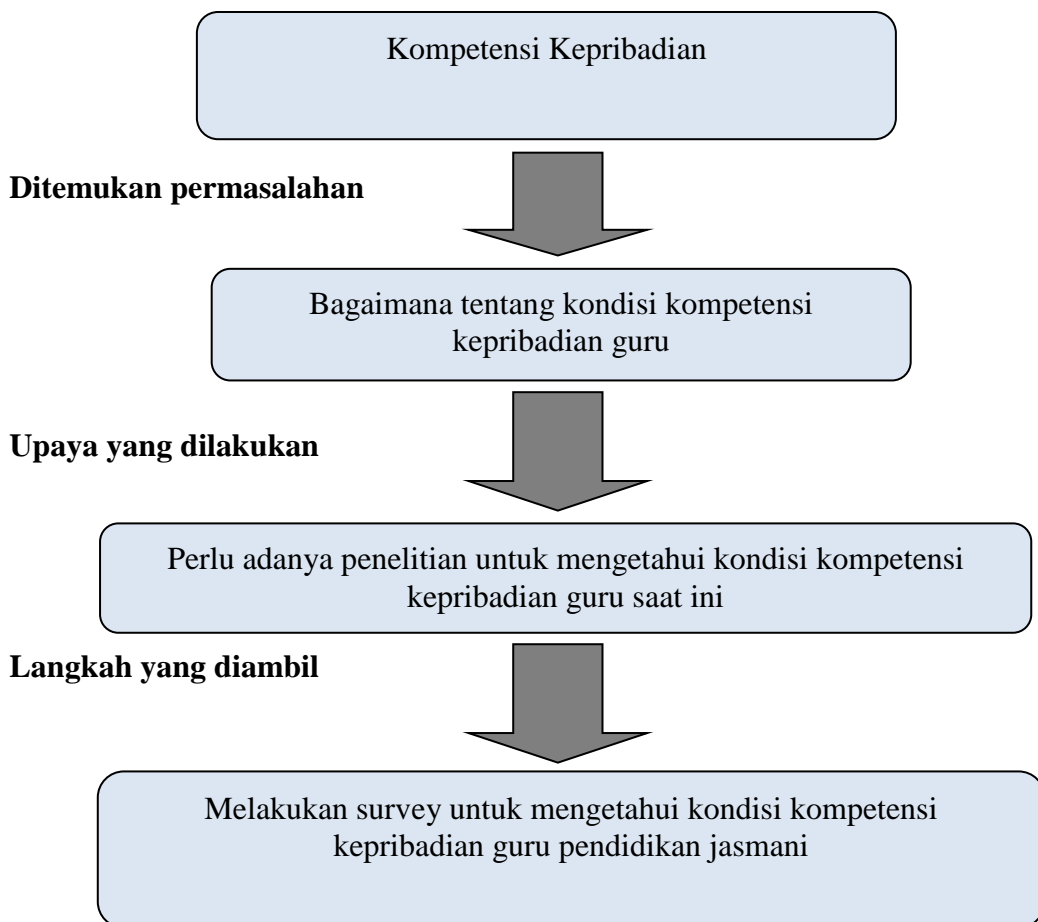 Kompetensi Kepribadian
Ditemukan permasalahan
Bagaimana tentang kondisi kompetensi
kepribadian guru
Upaya yang dilakukan
Perlu adanya penelitian untuk mengetahui kondisi kompetensi
kepribadian guru saat ini
Langkah yang diambil
Melakukan survey untuk mengetahui kondisi kompetensi
kepribadian guru pendidikan jasmani